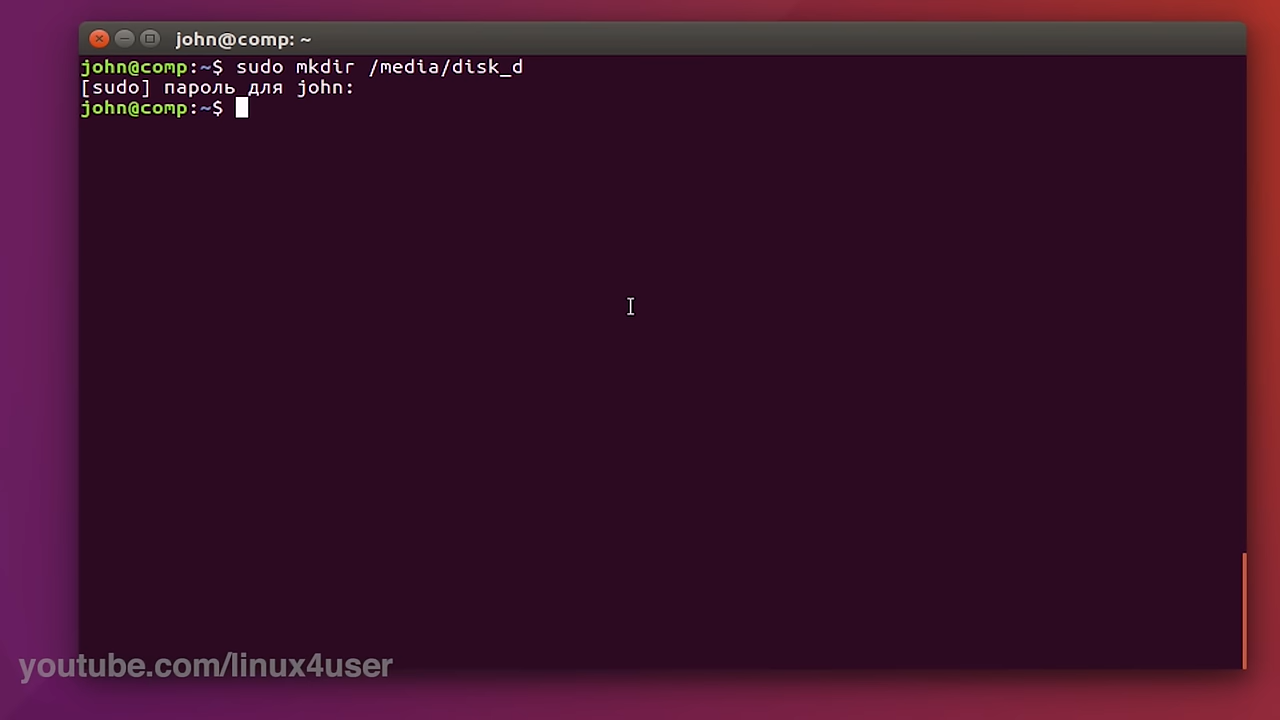 john@comp: ~
john@comp:~$ sudo mkdir /media/disk_d
[sudo] пароль для john:
john@comp:~$
youtube.com/linux4user